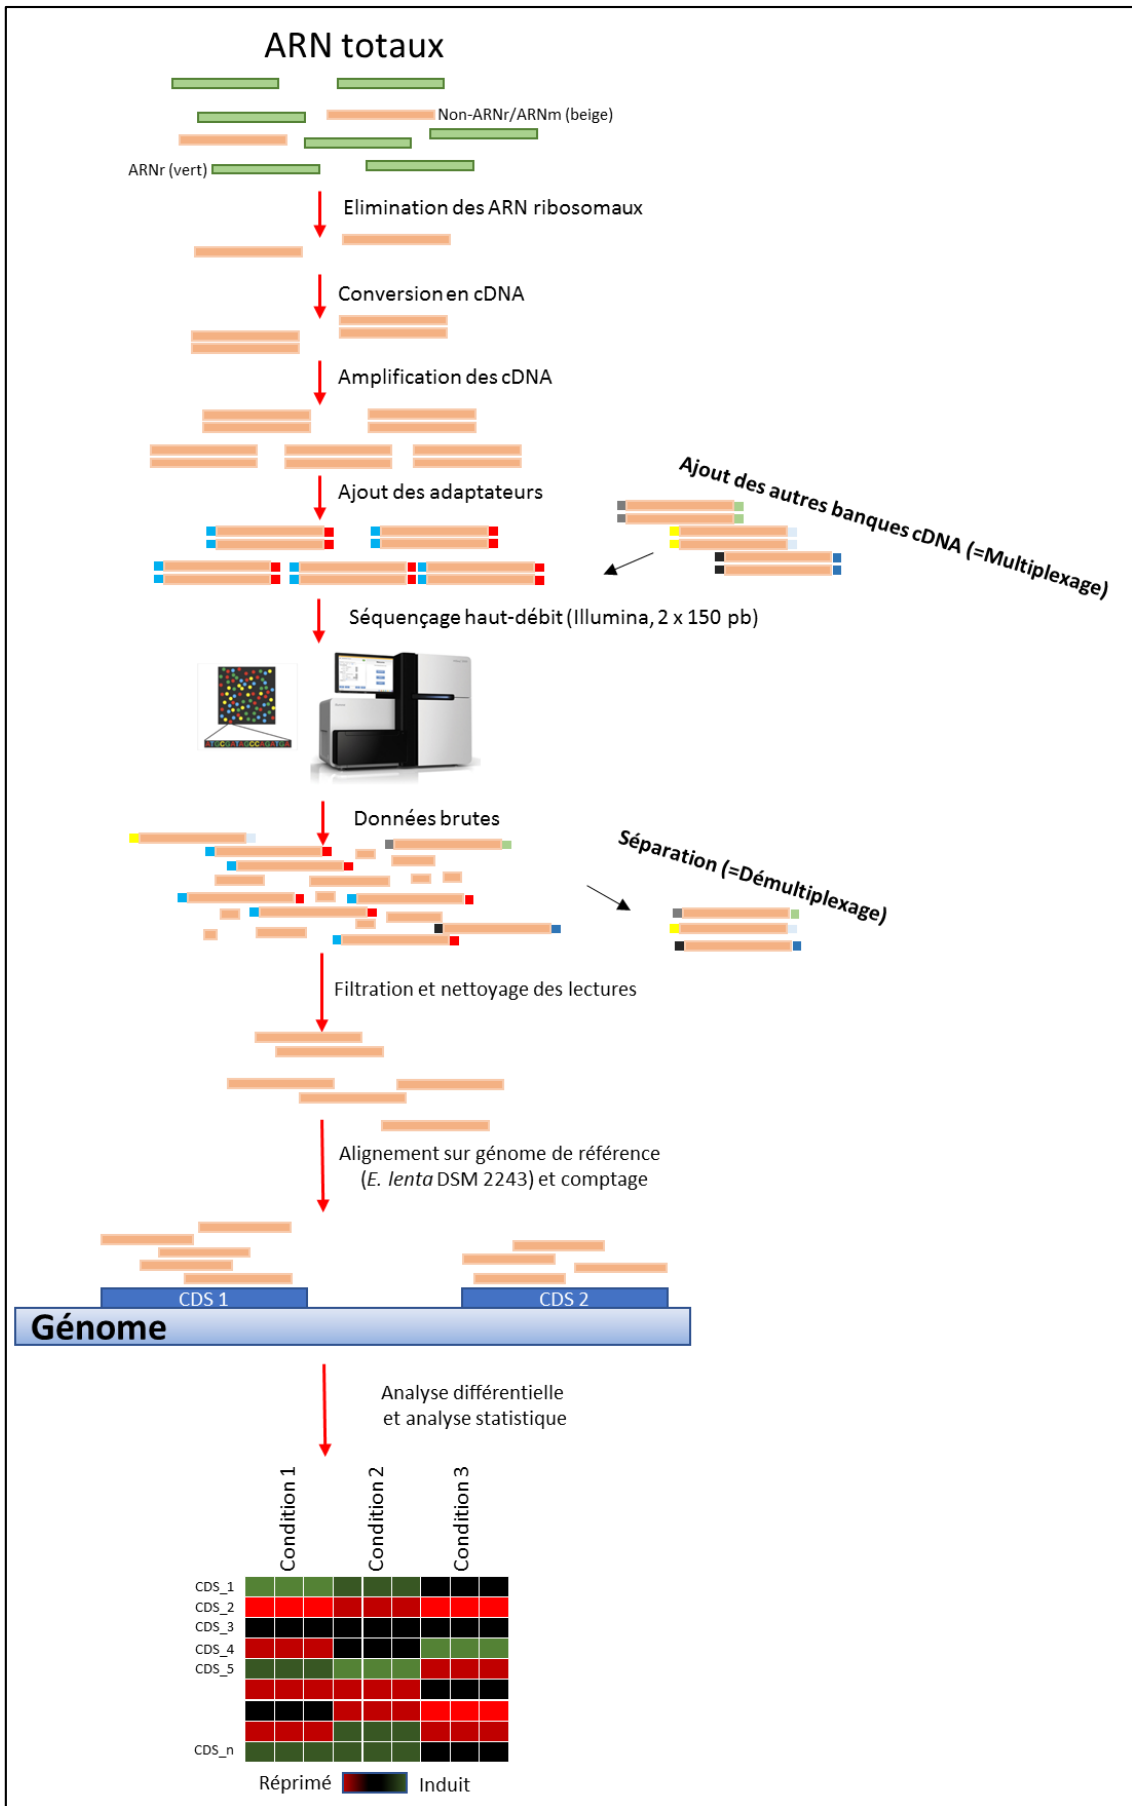 ARN totaux
Non-ARNr/ARNm (beige)
ARNr (vert)
Elimination des ARN ribosomaux
Conversion en cDNA
Amplification des cDNA
Ajout des adaptateurs
Ajout des autres banques cDNA (=Multiplexage)
Séquençage haut-débit (Illumina, 2 x 150 pb)
Données brutes
Séparation (=Démultiplexage)
Filtration et nettoyage des lectures
Alignement sur génome de référence
(E. lenta DSM 2243) et comptage
CDS 1
CDS 2
Génome
Analyse différentielle
et analyse statistique
Condition 1
Condition 2
Condition 3
CDS_1
CDS_2
CDS_3
CDS_4
CDS_5
CDS_n
Réprimé
Induit